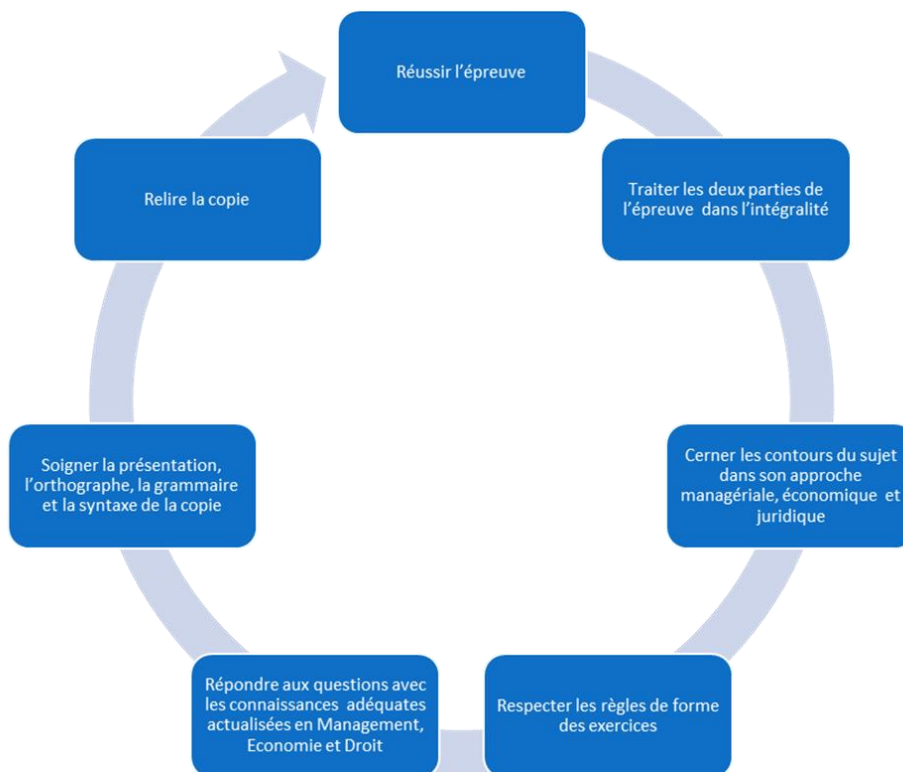 Réussir l'épreuve
Traiter les deux parties de
l'épreuve dans l'intégralité
Cerner les contours du sujet
dans son approche
managériale, économique et
juridique
Respecter les règles de forme
des exercices
Répondre aux questions avec
les connaissances adéquates
actualisées en Management,
Economie et Droit
Soigner la présentation,
l'orthographe, la grammaire
et la syntaxe de la copie
Relire la copie